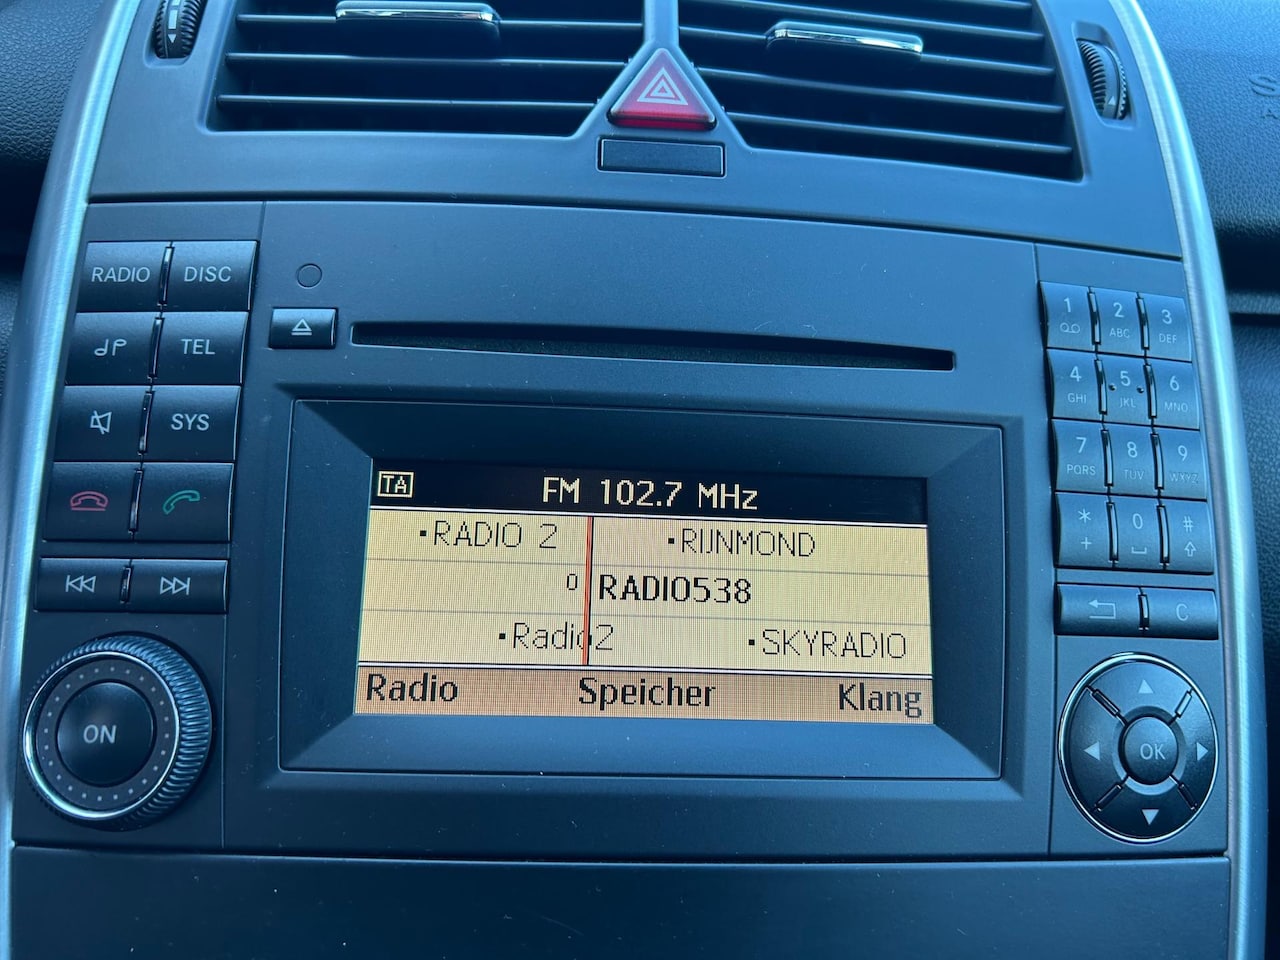 RADIO DISC
TEL
SYS
ON
TA FM 102.7 MHz
•RADIO 2 •RIJNMOND
0 RADIO538
•Radio2 •SKYRADIO
Radio Speicher Klang
1 2 ABC 3 DEF
4 GHI 5 JKL 6 MNO
7 PQRS 8 TUV 9 WXYZ
* + 0 #
C
OK